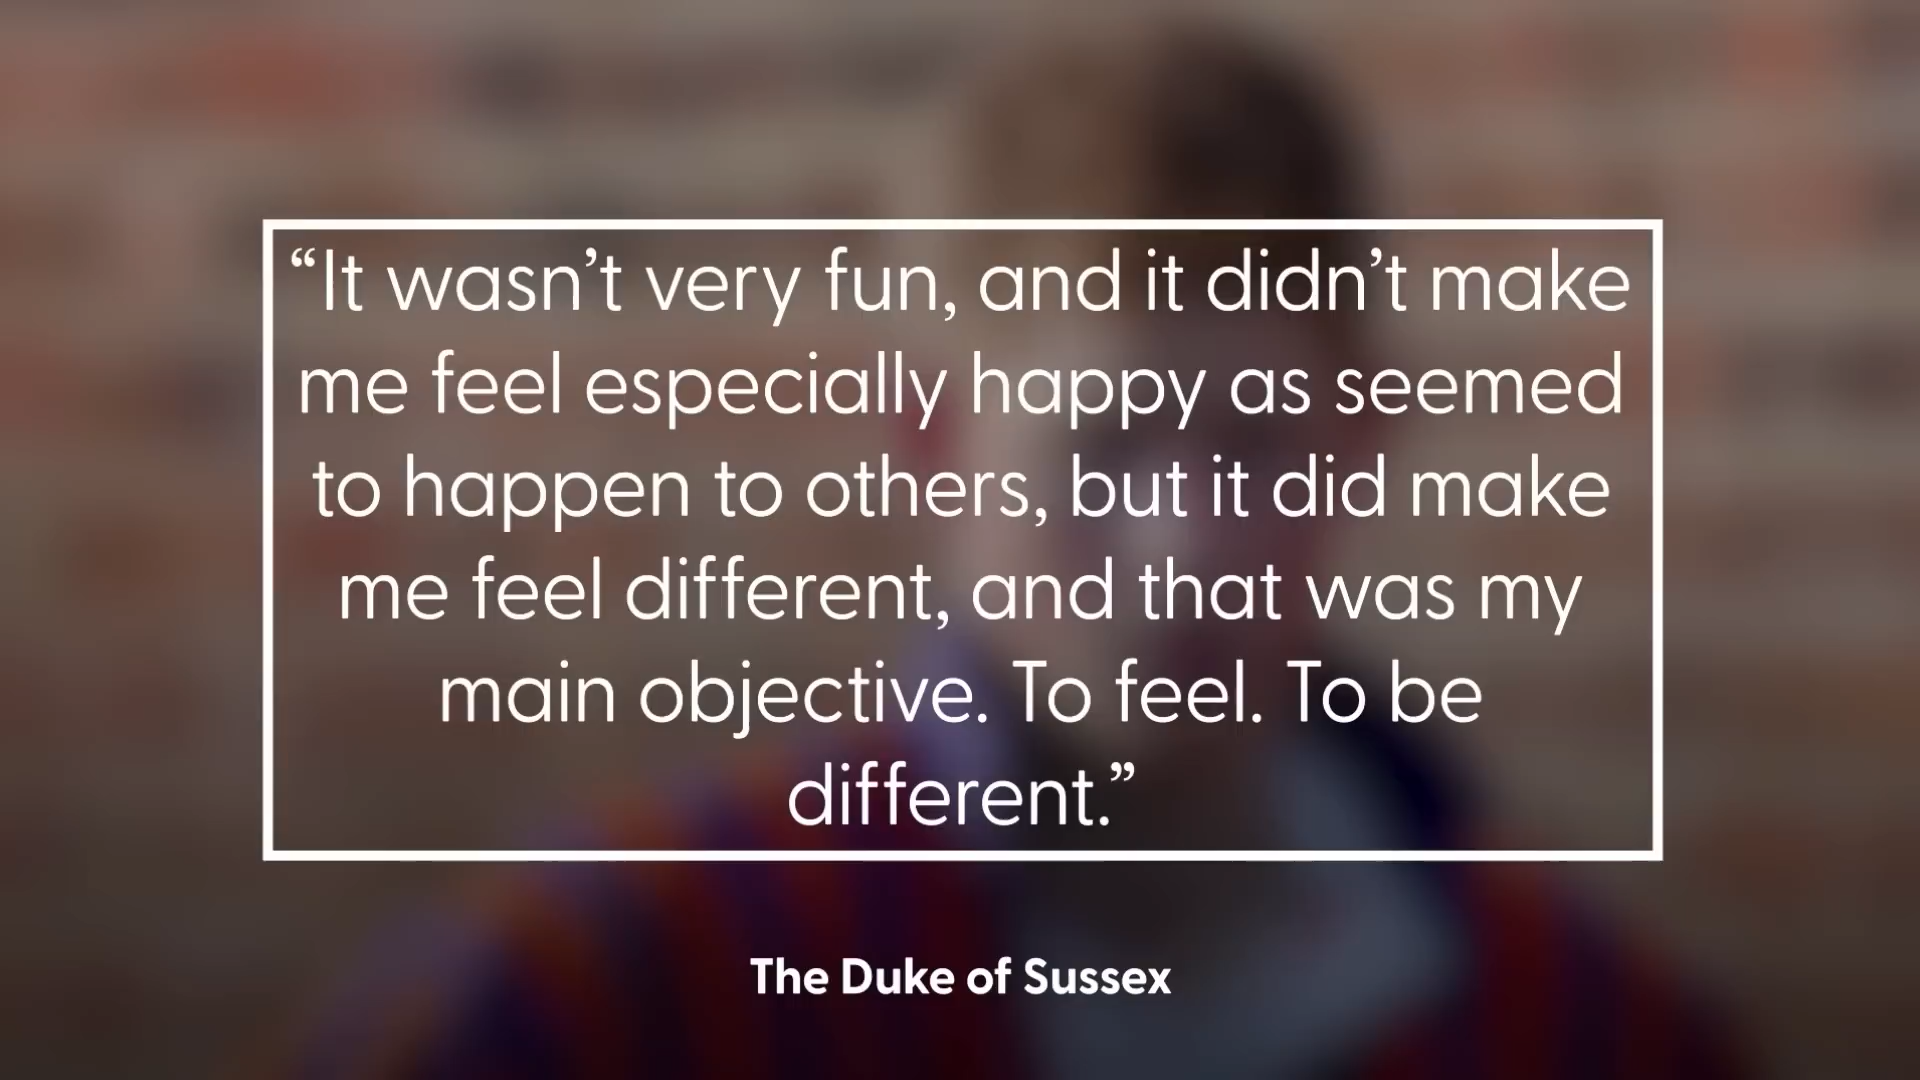 “It wasn’t very fun, and it didn’t make
me feel especially happy as seemed
to happen to others, but it did make
me feel different, and that was my
main objective. To feel. To be
different.”
The Duke of Sussex